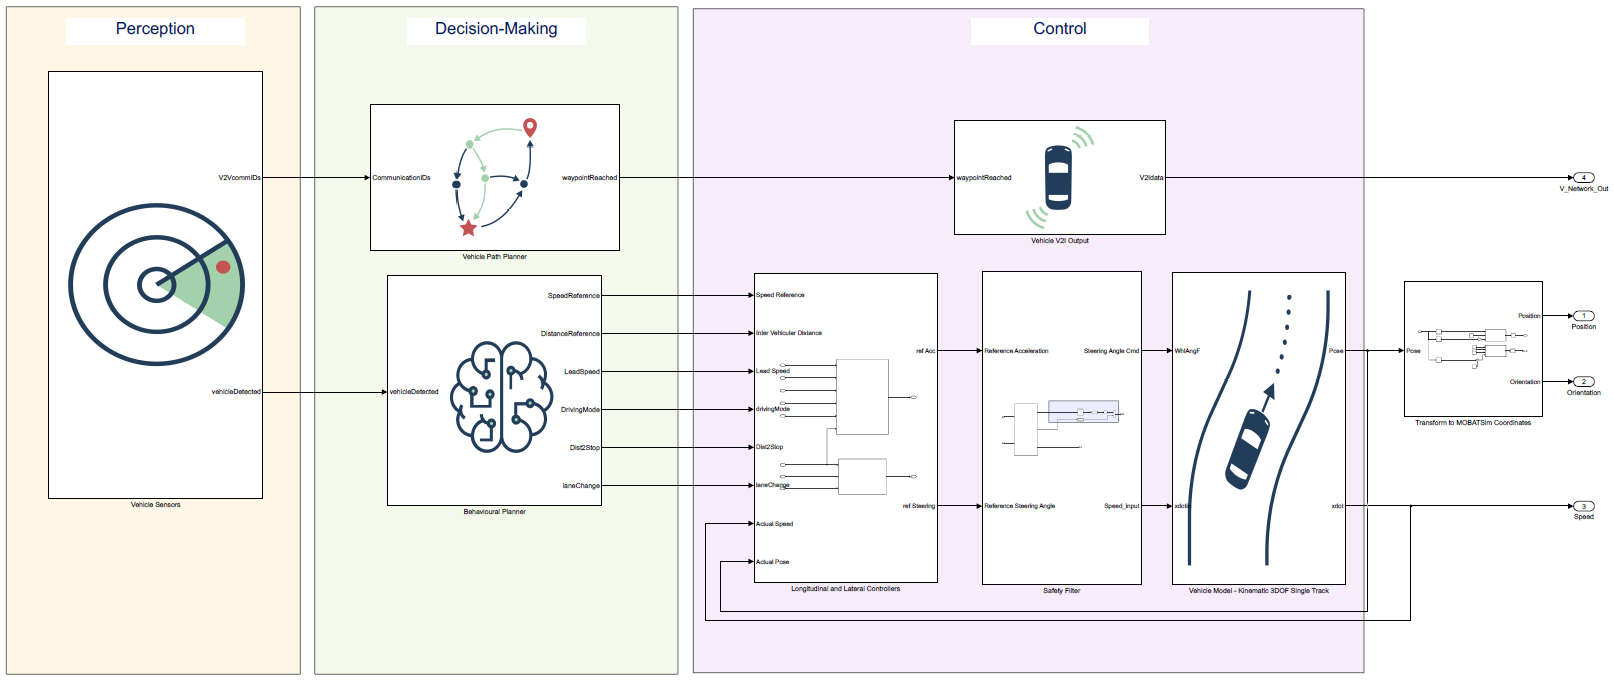 Perception
Decision-Making
Control
V2VcommIDs
vehicleDetected
Vehicle Sensors
CommunicationIDs
waypointReached
Vehicle Path Planner
vehicleDetected
SpeedReference
DistanceReference
LeadSpeed
DrivingMode
Dist2Stop
laneChange
Behavioural Planner
waypointReached
V2Idata
Vehicle V2I Output
Speed Reference
Inter Vehicular Distance
Lead Speed
drivingMode
Dist2Stop
laneChange
Actual Speed
Actual Pose
ref Acc
ref Steering
Longitudinal and Lateral Controllers
Reference Acceleration
Reference Steering Angle
Steering Angle Cmd
Speed_input
Safety Filter
WhlAngF
xdotin
Pose
xdot
Vehicle Model - Kinematic 3DOF Single Track
Pose
Position
Orientation
Transform to MOBATSim Coordinates
4
V_Network_Out
1
Position
2
Orientation
3
Speed